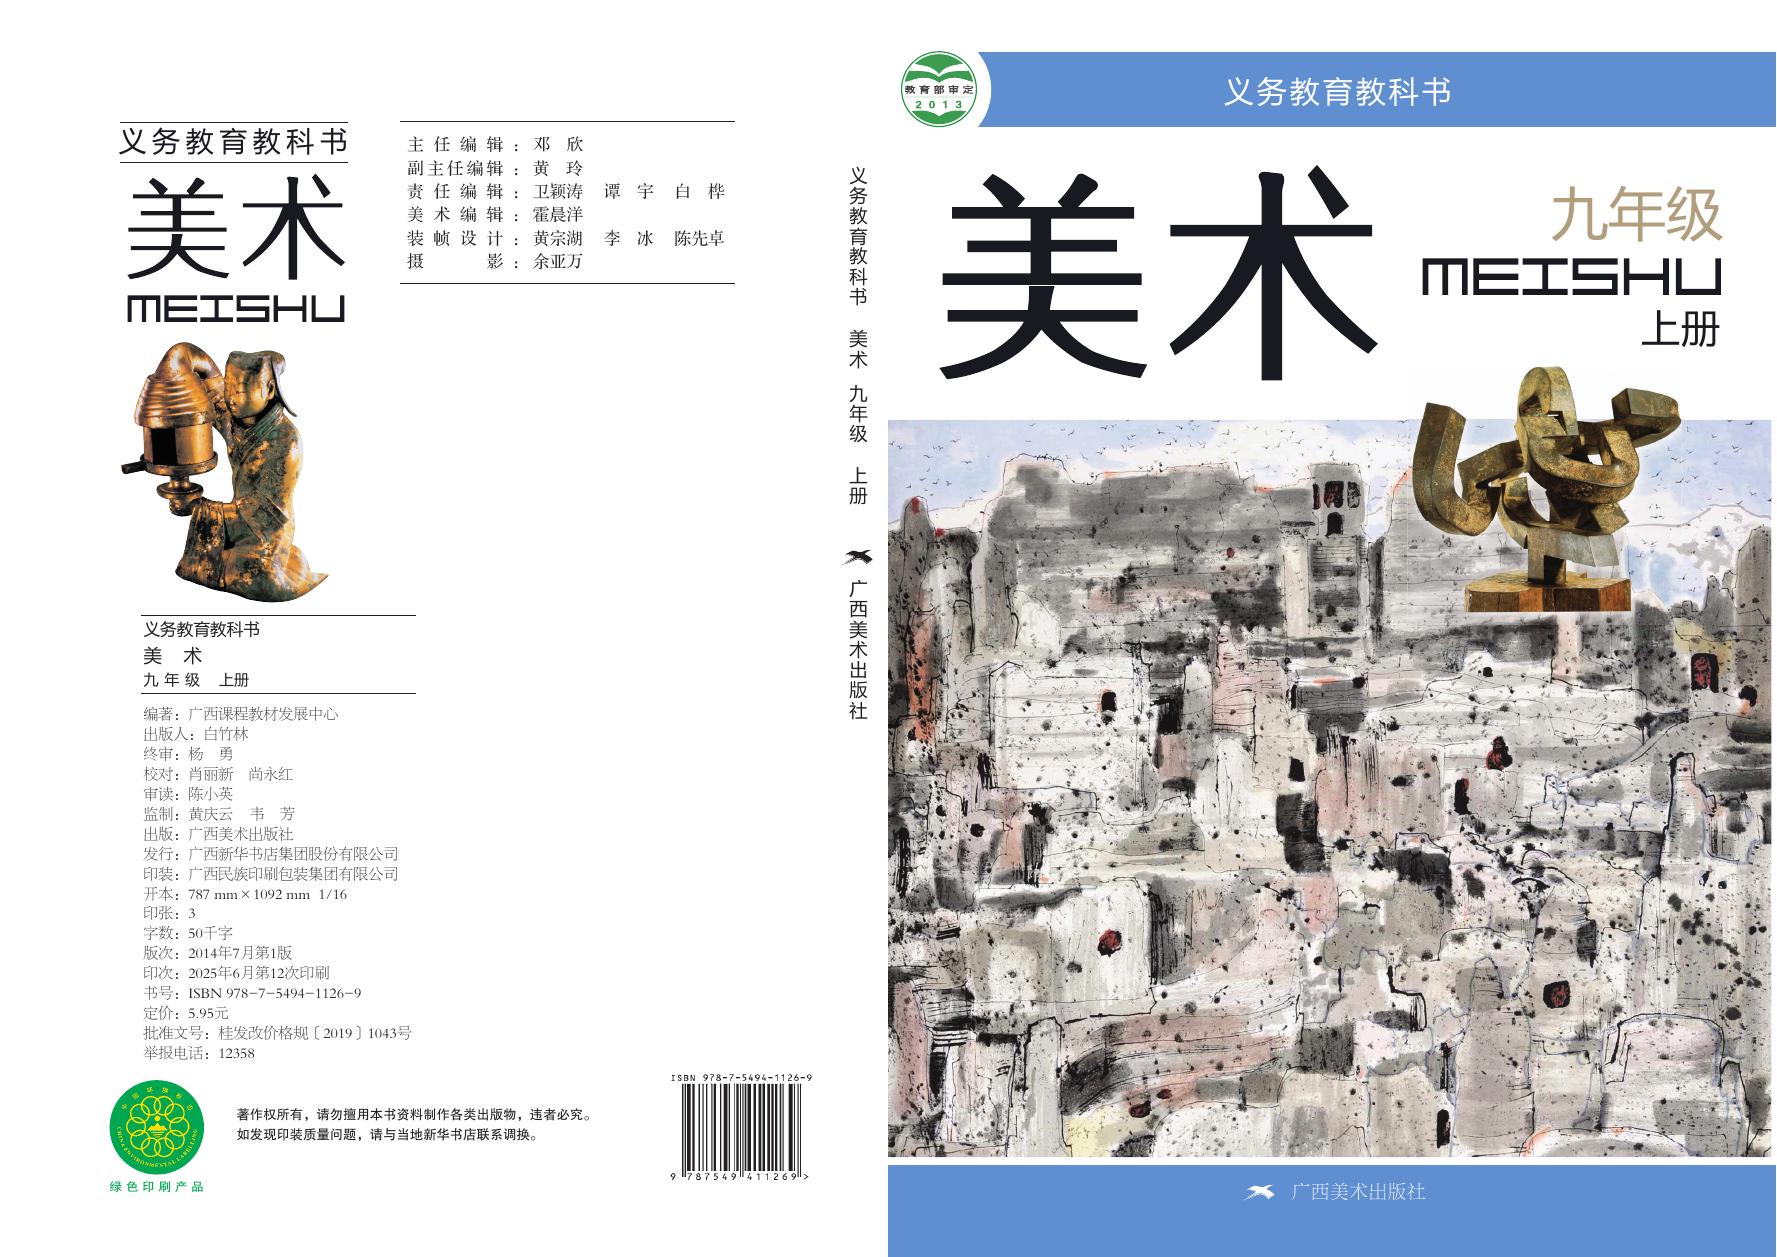 义务教育教科书
美术
MEISHU
主任编辑：邓 欣
副主任编辑：黄 玲
责任编辑：卫颖涛 谭 宇 白 桦
美术编辑：霍晨洋
装帧设计：黄宗湖 李 冰 陈先卓
摄 影：余亚万
义务教育教科书
美 术
九年级 上册
编著：广西课程教材发展中心
出版人：白竹林
终审：杨 勇
校对：肖丽新 尚永红
审读：陈小英
监制：黄庆云 韦 芳
出版：广西美术出版社
发行：广西新华书店集团股份有限公司
印装：广西民族印刷包装集团有限公司
开本：787 mm×1092 mm 1/16
印张：3
字数：50千字
版次：2014年7月第1版
印次：2025年6月第12次印刷
书号：ISBN 978-7-5494-1126-9
定价：5.95元
批准文号：桂发改价格规〔2019〕1043号
举报电话：12358
中国环境标志
CHINA ENVIRONMENTAL LABELLING
绿色印刷产品
著作权所有，请勿擅用本书资料制作各类出版物，违者必究。
如发现印装质量问题，请与当地新华书店联系调换。
ISBN 978-7-5494-1126-9
9 787549 411269 >
义务教育教科书 美术 九年级 上册 广西美术出版社
教育部审定
2013
义务教育教科书
美术
九年级
MEISHU
上册
广西美术出版社